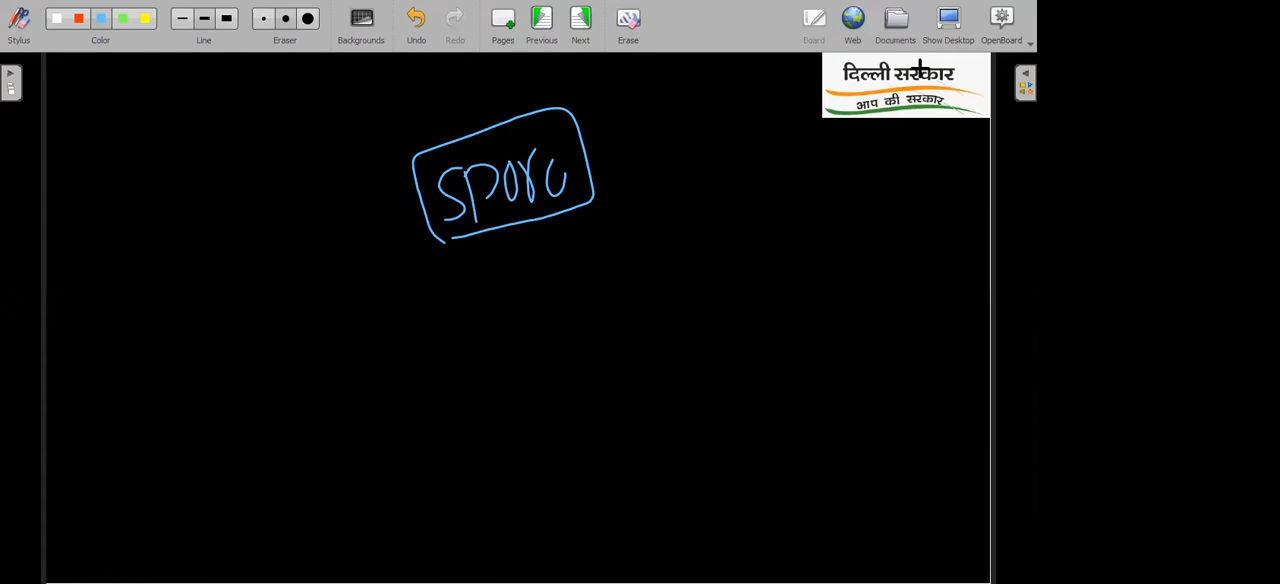 Stylus
Color
Line
Eraser
Backgrounds
Undo
Redo
Pages
Previous
Next
Erase
Board
Web
Documents
Show Desktop
OpenBoard
दिल्ली सरकार
आप की सरकार